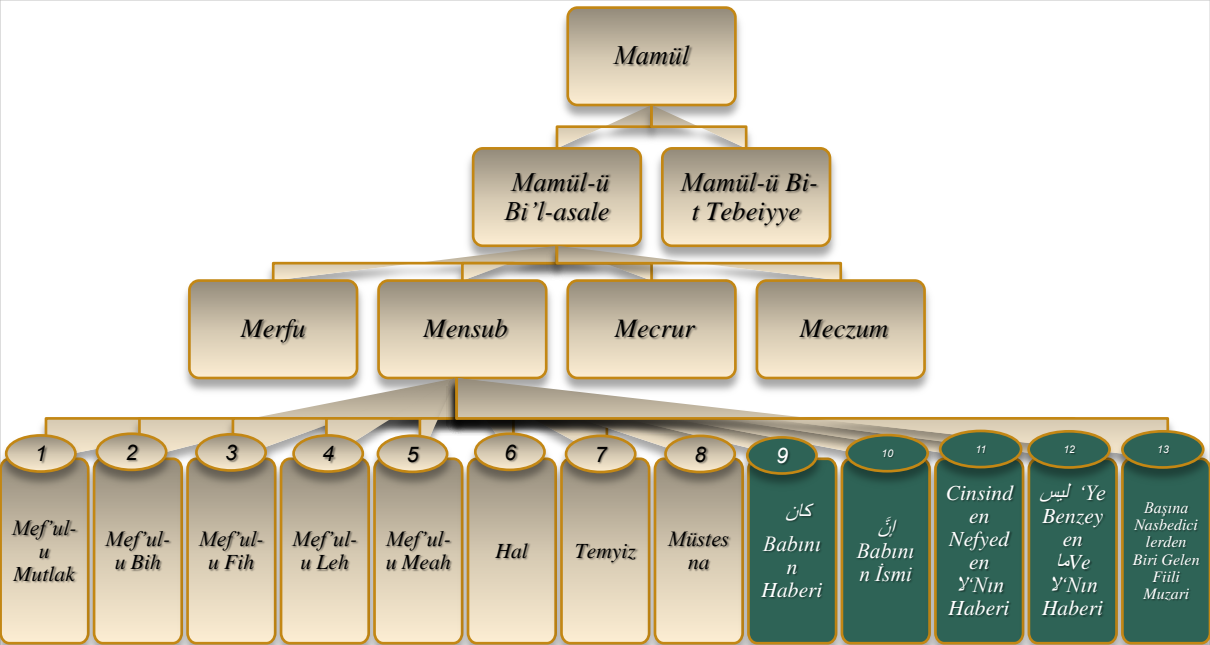 Mamül
Mamül-ü
Bi’l-asale
Mamül-ü Bi-
t Tebeiyye
Merfu
Mensub
Mecrur
Meczum
1
Mef’ul-
u
Mutlak
2
Mef’ul-
u Bih
3
Mef’ul-
u Fih
4
Mef’ul-
u Leh
5
Mef’ul-
u Meah
6
Hal
7
Temyiz
8
Müstes
na
9
كان
Babını
n
Haberi
10
اِنَّ
Babını
n İsmi
11
Cinsind
en
Nefyed
en
لا‘Nın
Haberi
12
ليس ‘Ye
Benzey
en
ماVe
لا‘Nın
Haberi
13
Başına
Nasbedici
lerden
Biri Gelen
Fiili
Muzari